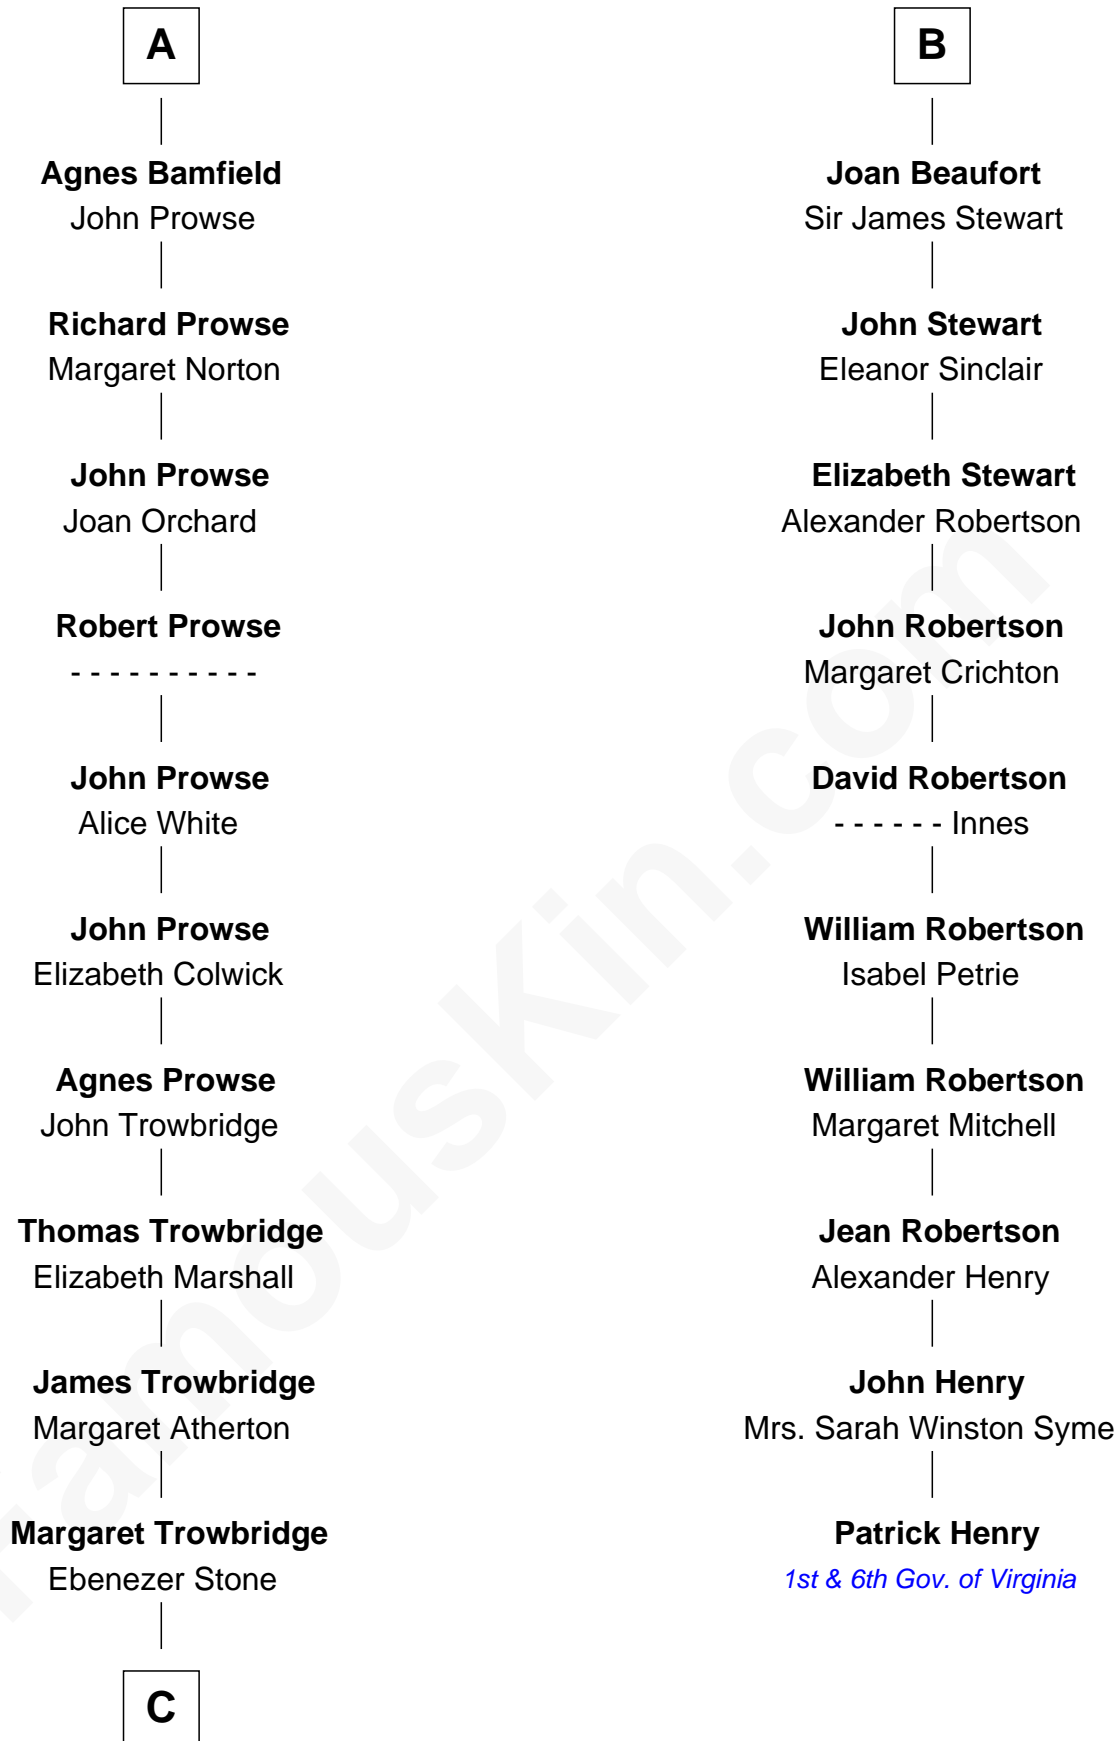 A
Agnes Bamfield
John Prowse
Richard Prowse
Margaret Norton
John Prowse
Joan Orchard
Robert Prowse
- - - - - - - - - -
John Prowse
Alice White
John Prowse
Elizabeth Colwick
Agnes Prowse
John Trowbridge
Thomas Trowbridge
Elizabeth Marshall
James Trowbridge
Margaret Atherton
Margaret Trowbridge
Ebenezer Stone
C
B
Joan Beaufort
Sir James Stewart
John Stewart
Eleanor Sinclair
Elizabeth Stewart
Alexander Robertson
John Robertson
Margaret Crichton
David Robertson
- - - - - - Innes
William Robertson
Isabel Petrie
William Robertson
Margaret Mitchell
Jean Robertson
Alexander Henry
John Henry
Mrs. Sarah Winston Syme
Patrick Henry
1st & 6th Gov. of Virginia
FamousKin.com